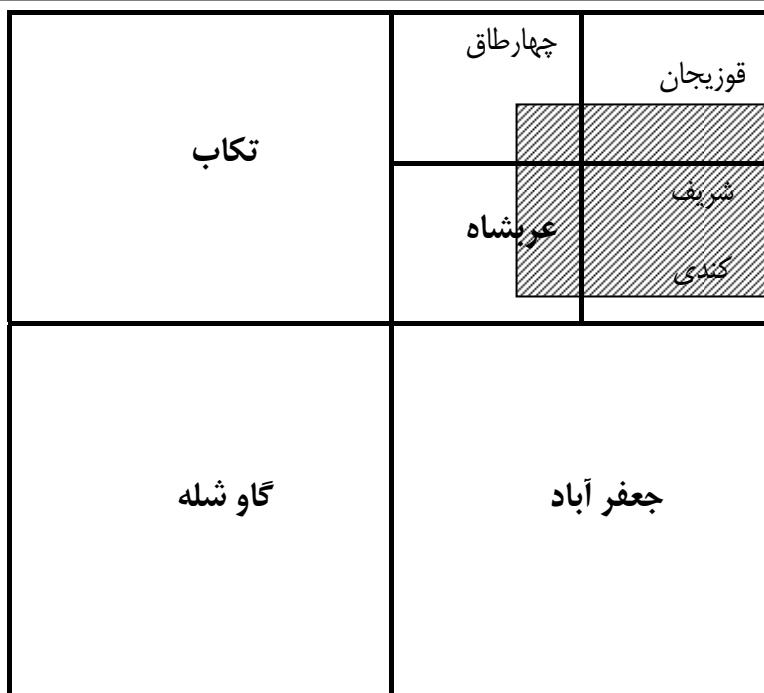 چهارطاق
قوزیجان
تکاب
شریف
عربشاه
کندی
گاو شله
جعفر آباد